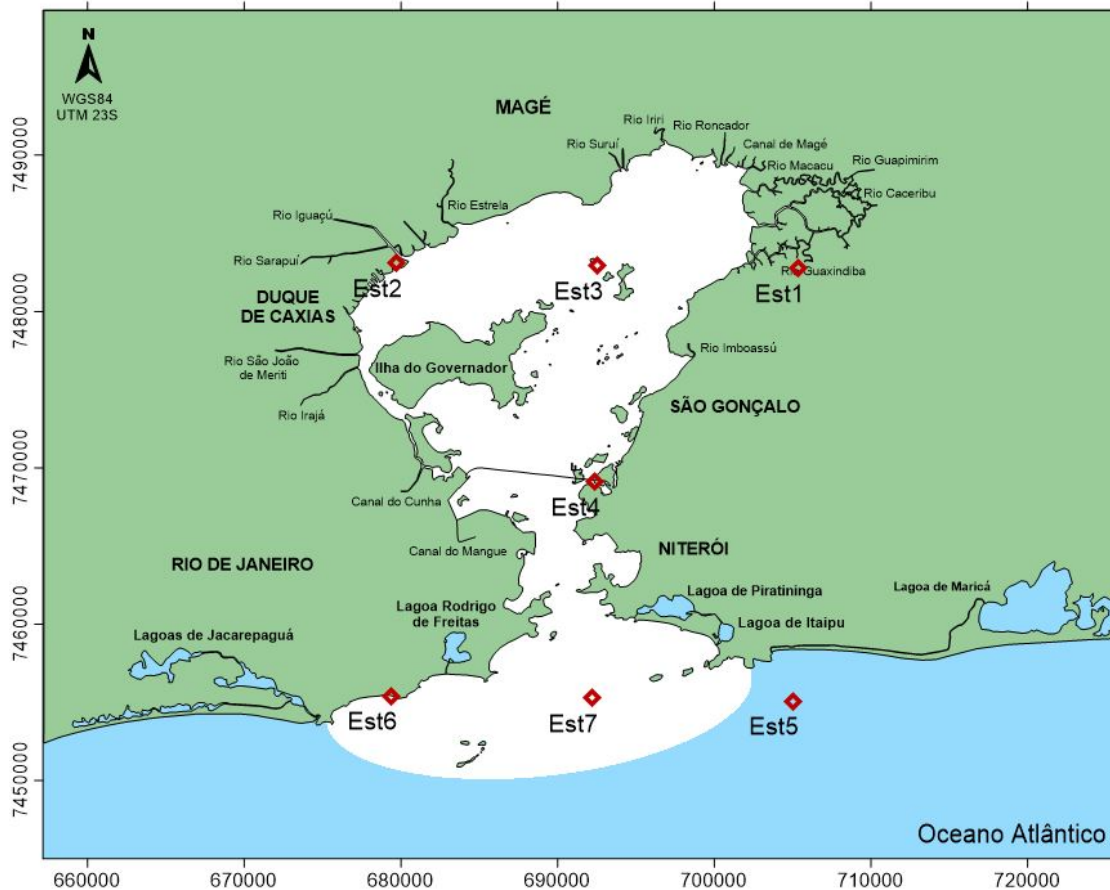 N
WGS84
UTM 23S
MAGÉ
Rio Iriri
Rio Roncador
Rio Suruí
Canal de Magé
Rio Macacu
Rio Guapimirim
Rio Caceribu
Rio Estrela
Rio Iguaçú
Rio Sarapuí
Rio Guaxindiba
Est2
Est3
Est1
DUQUE
DE CAXIAS
Rio São João
de Meriti
Ilha do Governador
Rio Imboassú
Rio Irajá
SÃO GONÇALO
Canal do Cunha
Est4
Canal do Mangue
NITERÓI
RIO DE JANEIRO
Lagoa de Piratininga
Lagoa de Maricá
Lagoa Rodrigo
de Freitas
Lagoa de Itaipu
Lagoas de Jacarepaguá
Est6
Est7
Est5
Oceano Atlântico
7490000
7480000
7470000
7460000
7450000
660000 670000 680000 690000 700000 710000 720000